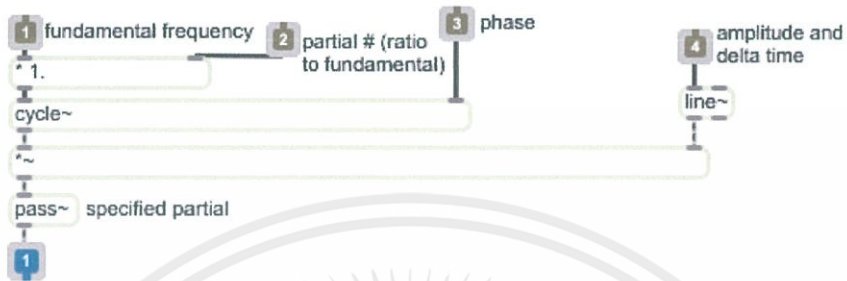 1 fundamental frequency
2 partial # (ratio
to fundamental)
3 phase
4 amplitude and
delta time
* 1.
cycle~
line~
*~
pass~ specified partial
1